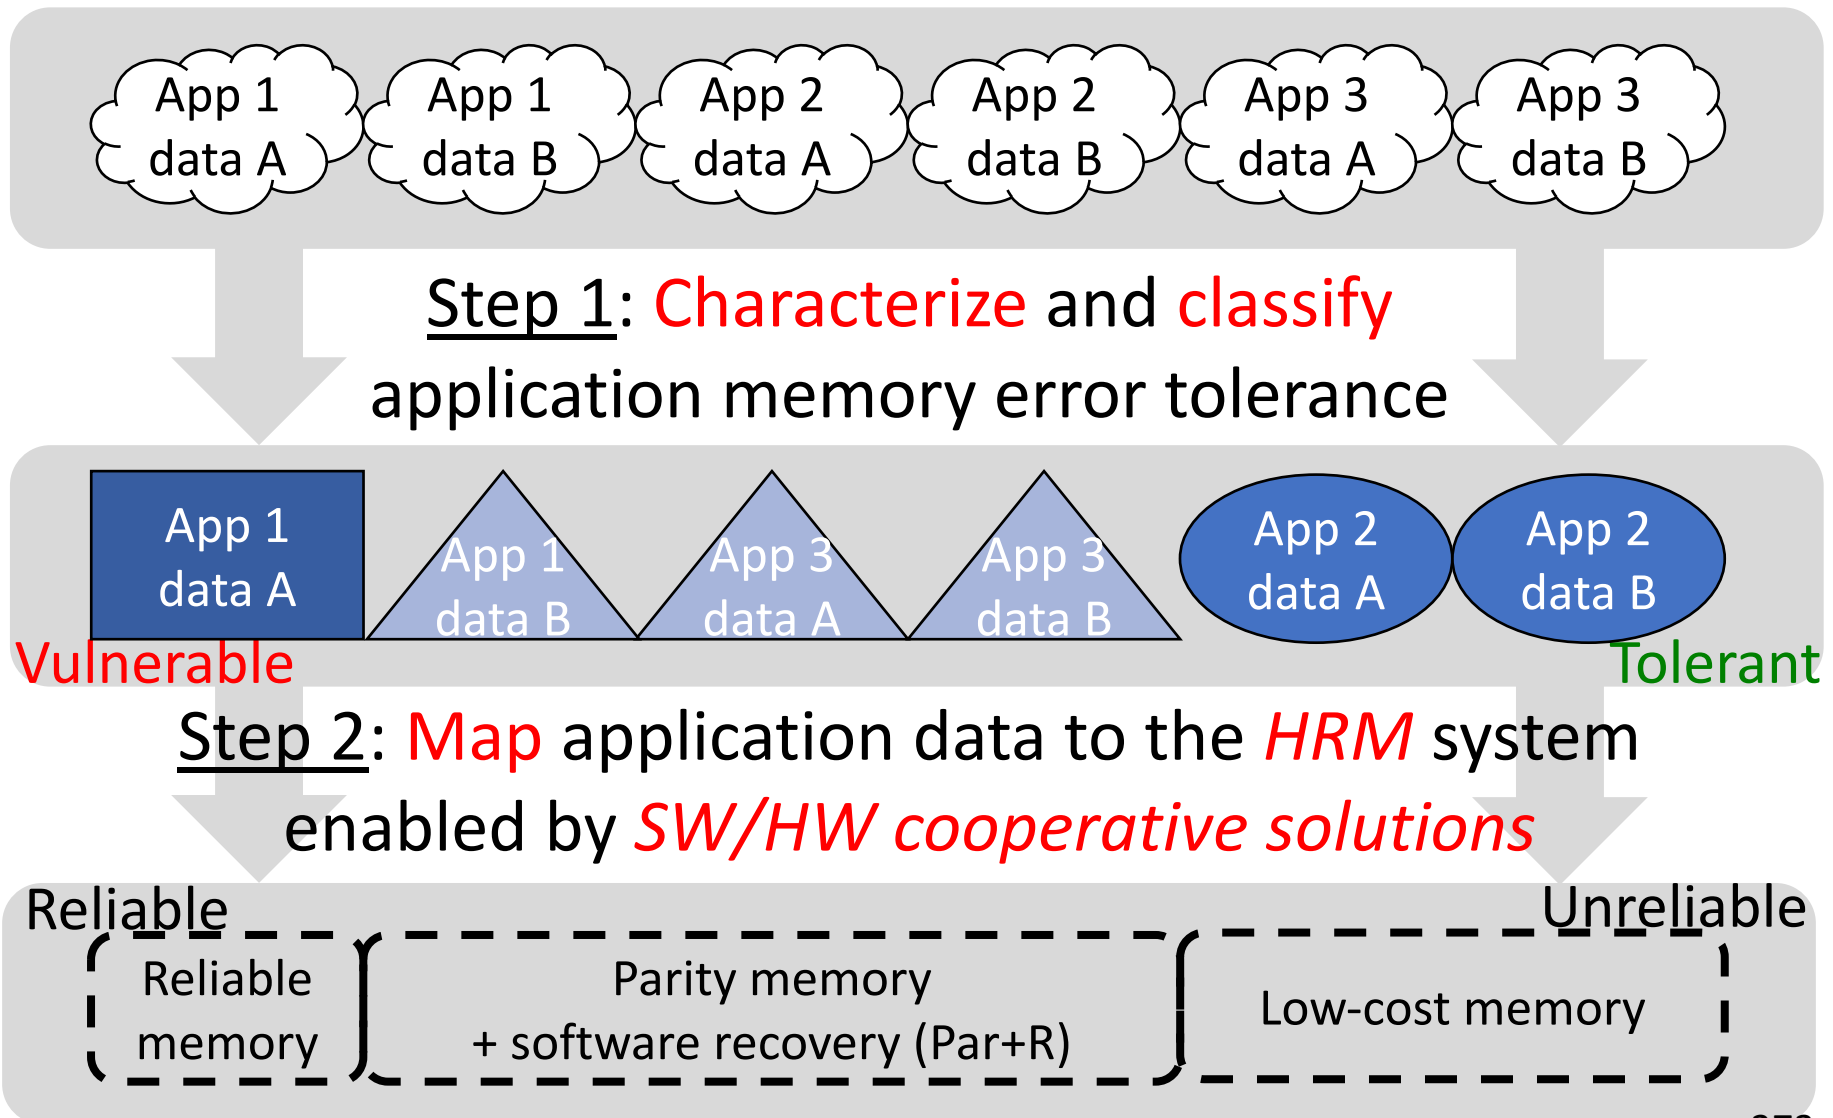 App 1
data A
App 1
data B
App 2
data A
App 2
data B
App 3
data A
App 3
data B
Step 1: Characterize and classify
application memory error tolerance
App 1
data A
App 1
data B
App 3
data A
App 3
data B
App 2
data A
App 2
data B
Vulnerable
Tolerant
Step 2: Map application data to the HRM system
enabled by SW/HW cooperative solutions
Reliable
Unreliable
Reliable
memory
Parity memory
+ software recovery (Par+R)
Low-cost memory